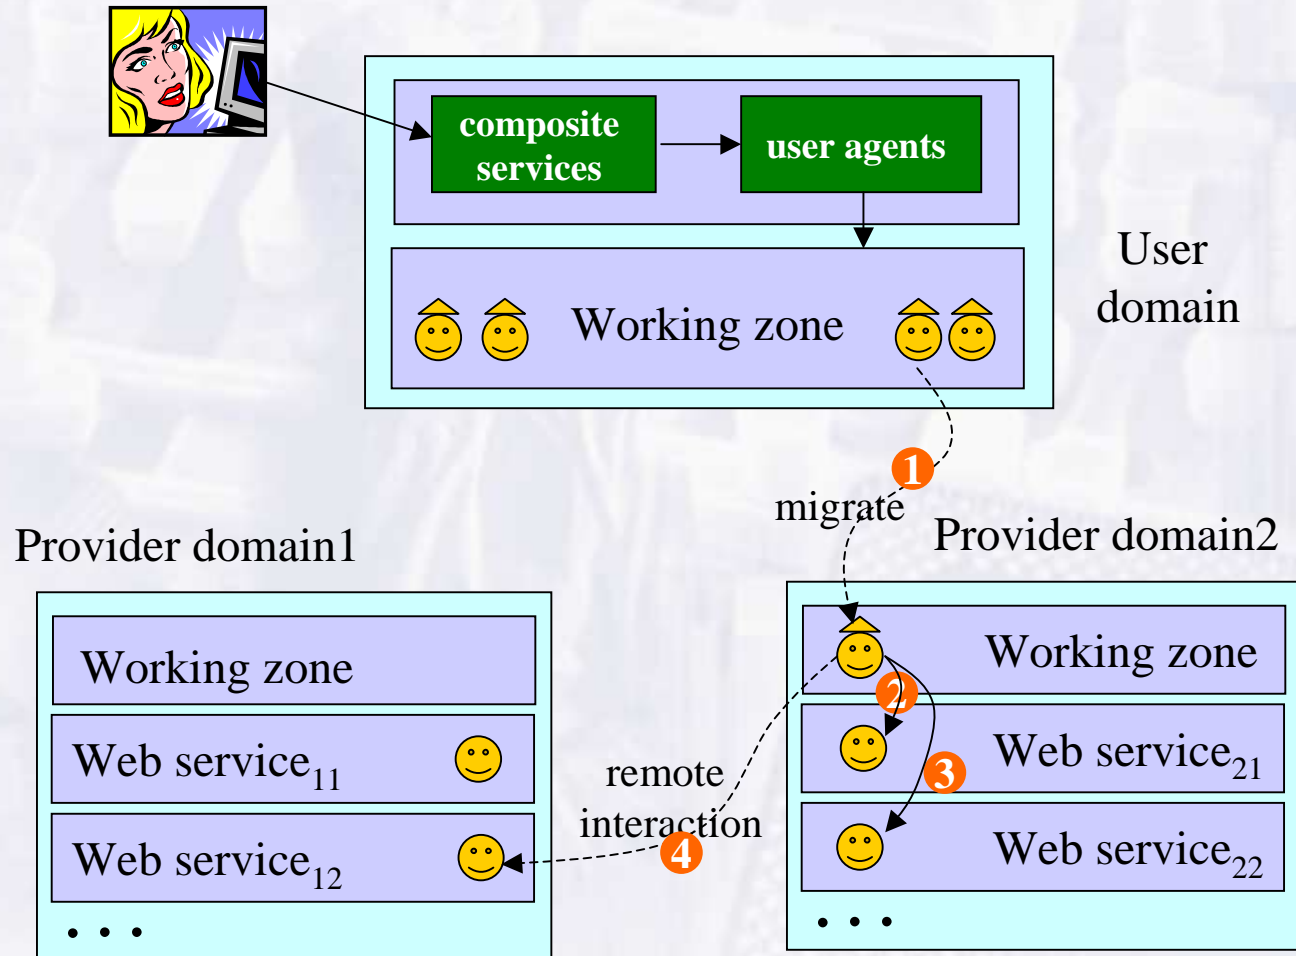 composite
services
user agents
User
domain
Working zone
1
migrate
Provider domain1
Provider domain2
Working zone
Working zone
2
Web service11
Web service21
remote
interaction
3
4
Web service12
Web service22
. . .
. . .